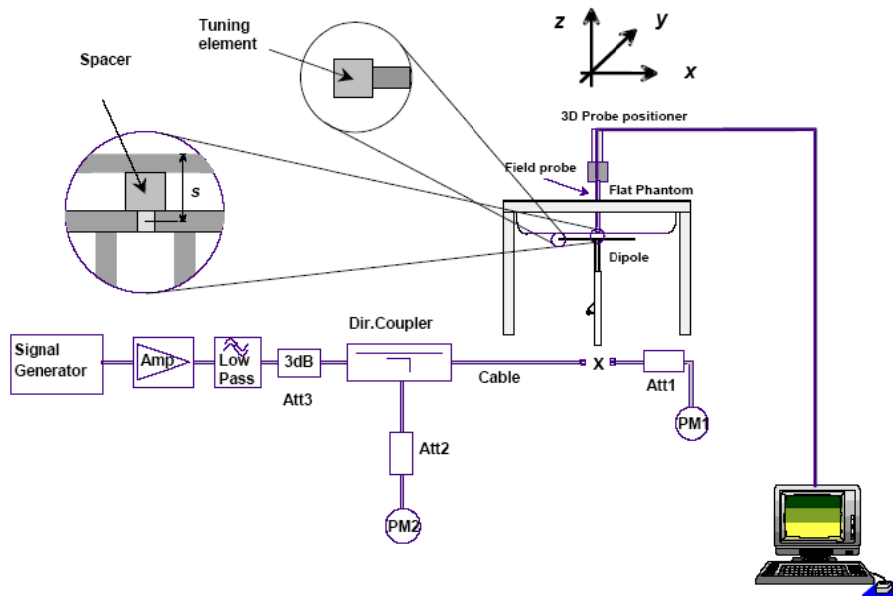 Tuning
element
Spacer
s
z
y
x
3D Probe positioner
Field probe
Flat Phantom
Dipole
Dir.Coupler
Signal
Generator
Amp
Low
Pass
3dB
Att3
Cable
X
Att1
PM1
Att2
PM2